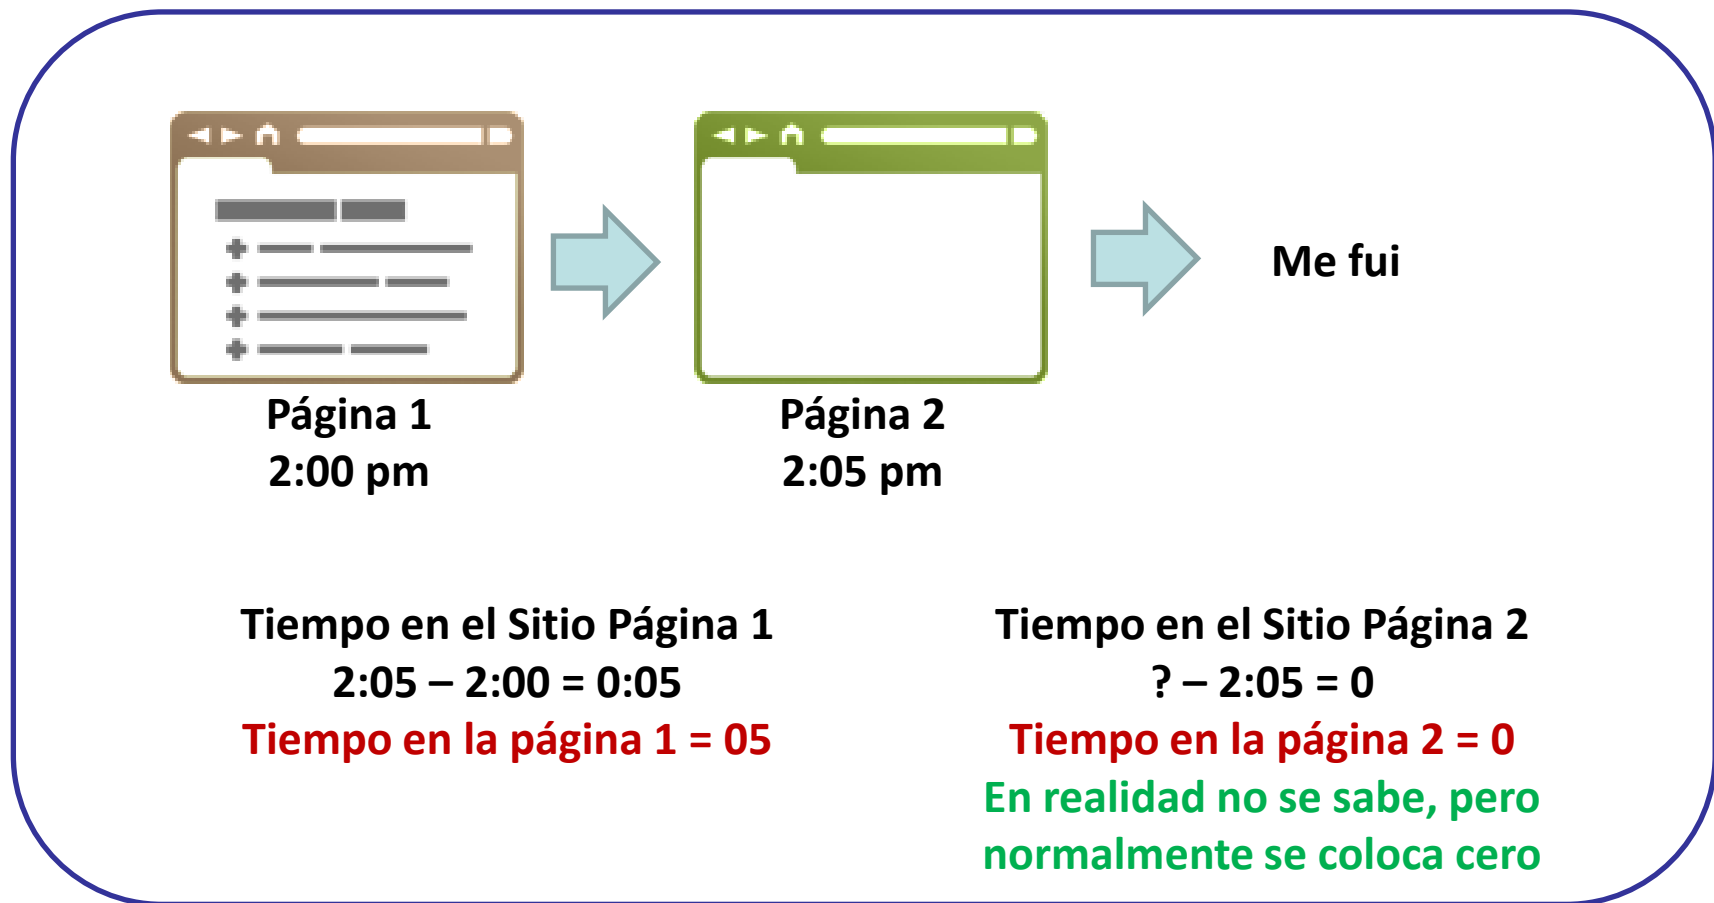 Me fui
Página 1
2:00 pm
Página 2
2:05 pm
Tiempo en el Sitio Página 1
2:05 – 2:00 = 0:05
Tiempo en la página 1 = 05
Tiempo en el Sitio Página 2
? – 2:05 = 0
Tiempo en la página 2 = 0
En realidad no se sabe, pero
normalmente se coloca cero